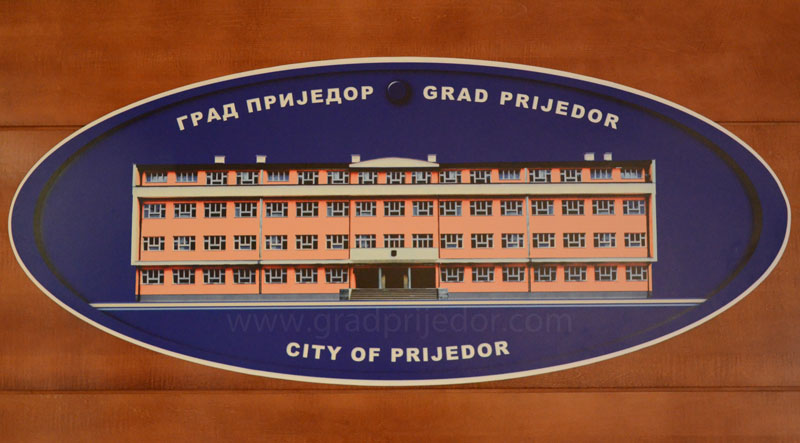 ГРАД ПРИЈЕДОР GRAD PRIJEDOR
www.gradprijedor.com
CITY OF PRIJEDOR